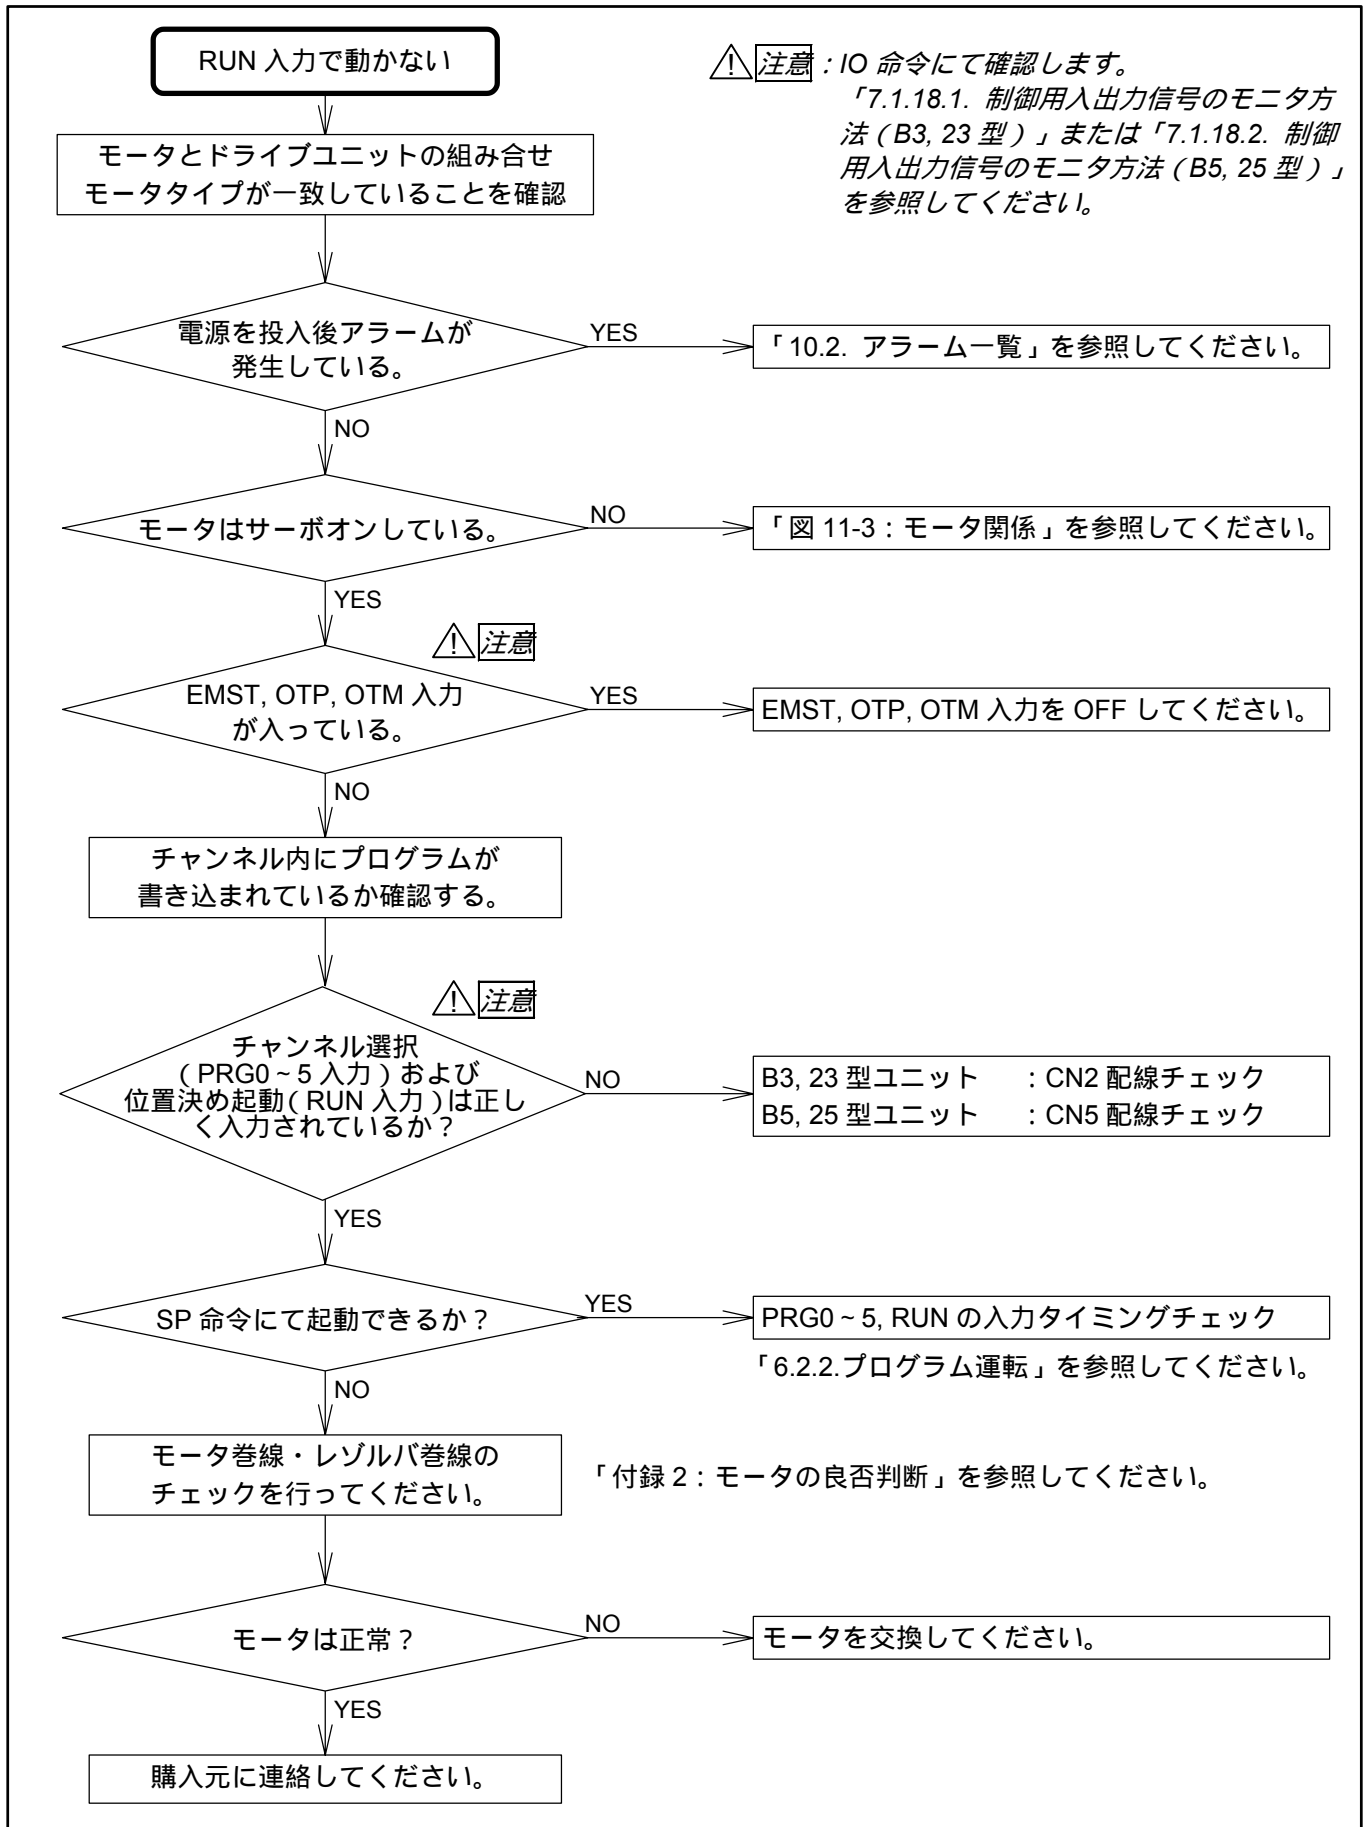 RUN 入力で動かない
注意：IO 命令にて確認します。
「7.1.18.1. 制御用入出力信号のモニタ方
法（B3, 23 型）」または「7.1.18.2. 制御
用入出力信号のモニタ方法（B5, 25 型）」
を参照してください。
モータとドライブユニットの組み合せ
モータタイプが一致していることを確認
電源を投入後アラームが
発生している。
YES
「10.2. アラーム一覧」を参照してください。
NO
モータはサーボオンしている。
NO
「図 11-3：モータ関係」を参照してください。
YES
注意
EMST, OTP, OTM 入力
が入っている。
YES
EMST, OTP, OTM 入力を OFF してください。
NO
チャンネル内にプログラムが
書き込まれているか確認する。
注意
チャンネル選択
（PRG0～5 入力）および
位置決め起動（RUN 入力）は正し
く入力されているか？
NO
B3, 23 型ユニット　：CN2 配線チェック
B5, 25 型ユニット　：CN5 配線チェック
YES
SP 命令にて起動できるか？
YES
PRG0～5, RUN の入力タイミングチェック
「6.2.2.プログラム運転」を参照してください。
NO
モータ巻線・レゾルバ巻線の
チェックを行ってください。
「付録 2：モータの良否判断」を参照してください。
モータは正常？
NO
モータを交換してください。
YES
購入元に連絡してください。